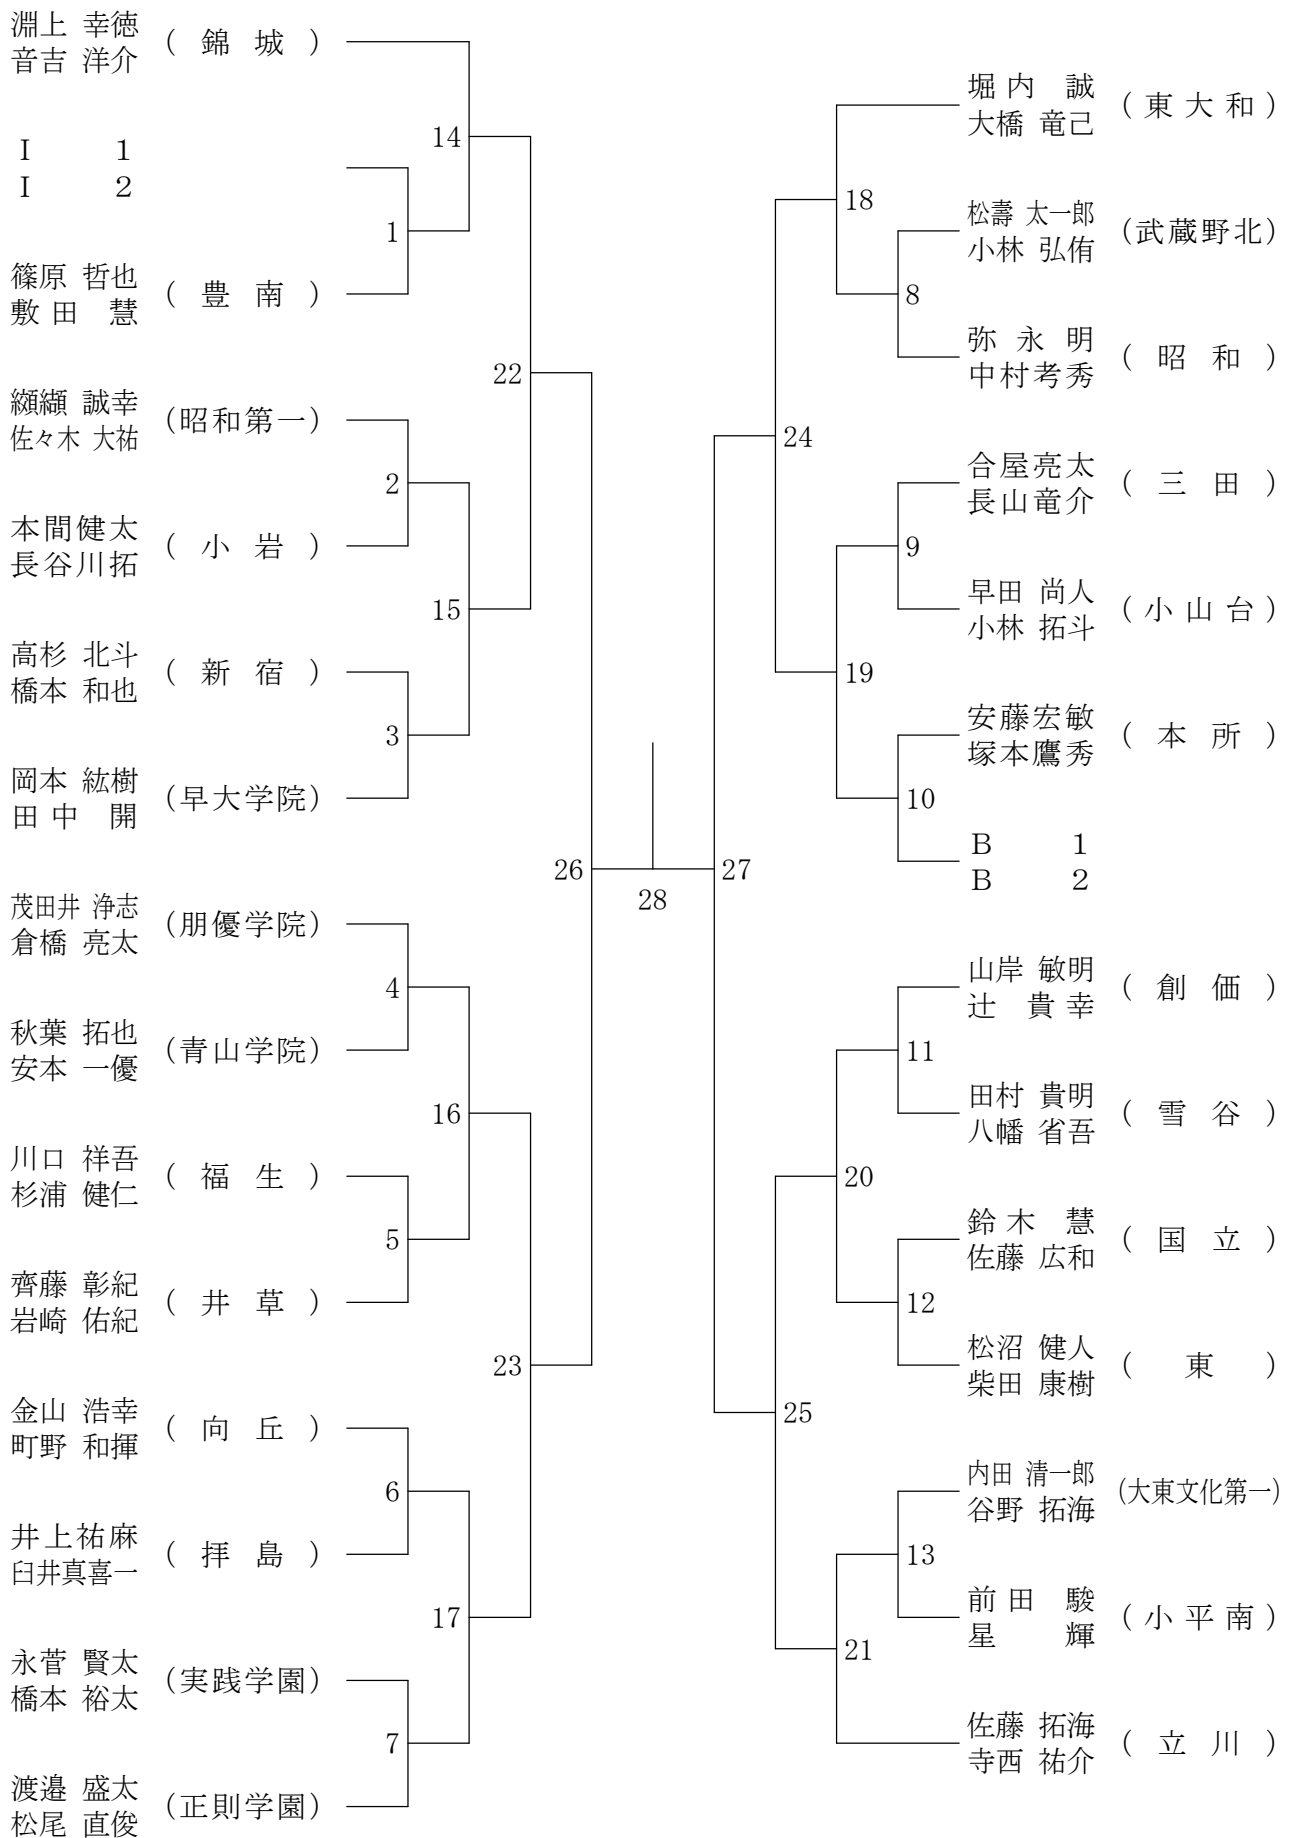 淵上 幸徳
音吉 洋介
( 錦 城 )
14
I 1
I 2
1
篠原 哲也
敷田 慧
( 豊 南 )
22
纐纈 誠幸
佐々木 大祐
(昭和第一)
2
本間健太
長谷川拓
( 小 岩 )
15
高杉 北斗
橋本 和也
( 新 宿 )
3
岡本 紘樹
田中 開
(早大学院)
26
茂田井 浄志
倉橋 亮太
(朋優学院)
4
秋葉 拓也
安本 一優
(青山学院)
16
川口 祥吾
杉浦 健仁
( 福 生 )
5
齊藤 彰紀
岩崎 佑紀
( 井 草 )
23
金山 浩幸
町野 和揮
( 向 丘 )
6
井上祐麻
臼井真喜一
( 拝 島 )
17
永菅 賢太
橋本 裕太
(実践学園)
7
渡邉 盛太
松尾 直俊
(正則学園)
28
堀内 誠
大橋 竜己
( 東 大 和 )
18
松壽 太一郎
小林 弘侑
(武蔵野北)
8
弥永 明
中村考秀
( 昭 和 )
24
合屋亮太
長山竜介
( 三 田 )
9
早田 尚人
小林 拓斗
( 小 山 台 )
19
安藤宏敏
塚本鷹秀
( 本 所 )
10
B 1
B 2
27
山岸 敏明
辻 貴幸
( 創 価 )
11
田村 貴明
八幡 省吾
( 雪 谷 )
20
鈴木 慧
佐藤 広和
( 国 立 )
12
松沼 健人
柴田 康樹
( 東 )
25
内田 清一郎
谷野 拓海
(大東文化第一)
13
前田 駿
星 輝
( 小 平 南 )
21
佐藤 拓海
寺西 祐介
( 立 川 )